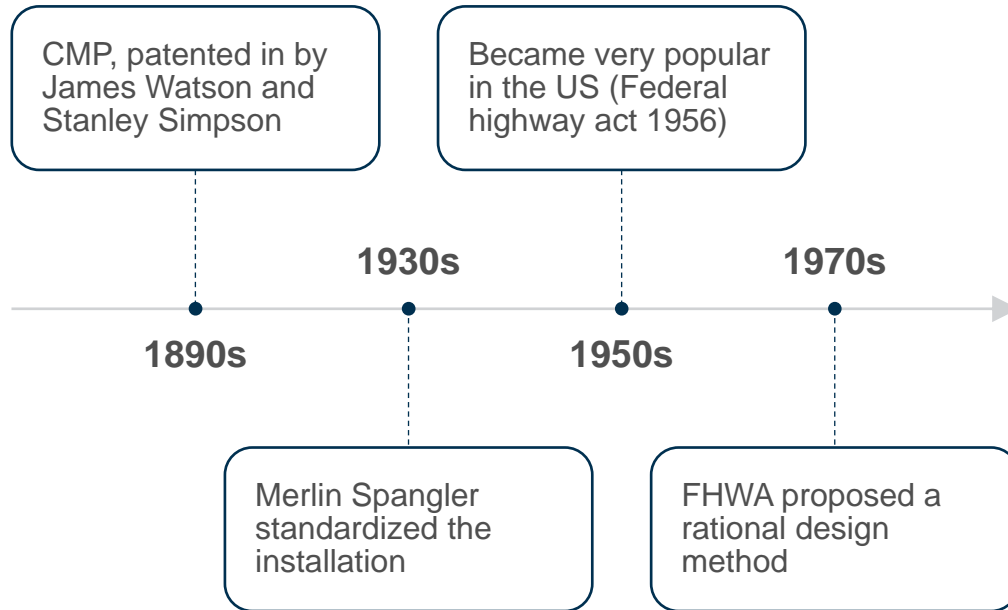 CMP, patented in by
James Watson and
Stanley Simpson
Became very popular
in the US (Federal
highway act 1956)
1930s
1970s
1890s
1950s
Merlin Spangler
standardized the
installation
FHWA proposed a
rational design
method